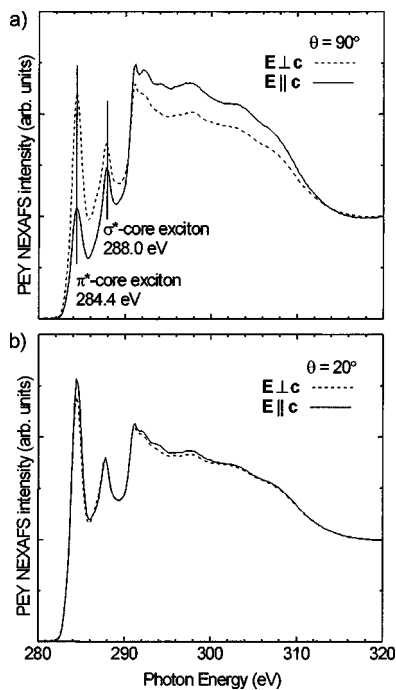 a)
θ = 90°
E ⊥ c
E || c
PEY NEXAFS intensity (arb. units)
σ*-core exciton
288.0 eV
π*-core exciton
284.4 eV
b)
θ = 20°
E ⊥ c
E || c
PEY NEXAFS intensity (arb. units)
280 290 300 310 320
Photon Energy (eV)